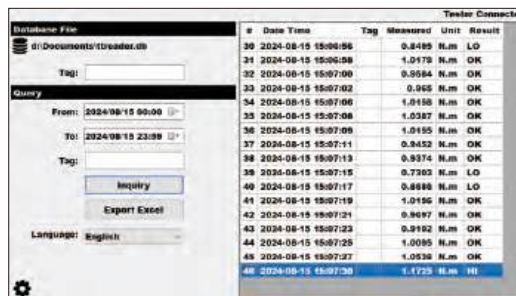 Tester Connecte
Database File
d:\Documents\ttreader.db
Tag:
Query
From: 2024/08/15 00:00
To: 2024/08/15 23:59
Tag:
Inquiry
Export Excel
Language: English
# Date Time Tag Measured Unit Result
30 2024-08-15 15:06:56 0.8495 N.m LO
31 2024-08-15 15:06:58 1.0179 N.m OK
32 2024-08-15 15:07:00 0.9584 N.m OK
33 2024-08-15 15:07:02 0.965 N.m OK
34 2024-08-15 15:07:06 1.0158 N.m OK
35 2024-08-15 15:07:08 1.0387 N.m OK
36 2024-08-15 15:07:09 1.0195 N.m OK
37 2024-08-15 15:07:11 0.9452 N.m OK
38 2024-08-15 15:07:13 0.9374 N.m OK
39 2024-08-15 15:07:15 0.7303 N.m LO
40 2024-08-15 15:07:17 0.8686 N.m LO
41 2024-08-15 15:07:19 1.0156 N.m OK
42 2024-08-15 15:07:21 0.9697 N.m OK
43 2024-08-15 15:07:23 0.9192 N.m OK
44 2024-08-15 15:07:25 1.0095 N.m OK
45 2024-08-15 15:07:27 1.0536 N.m OK
46 2024-08-15 15:07:30 1.1725 N.m HI